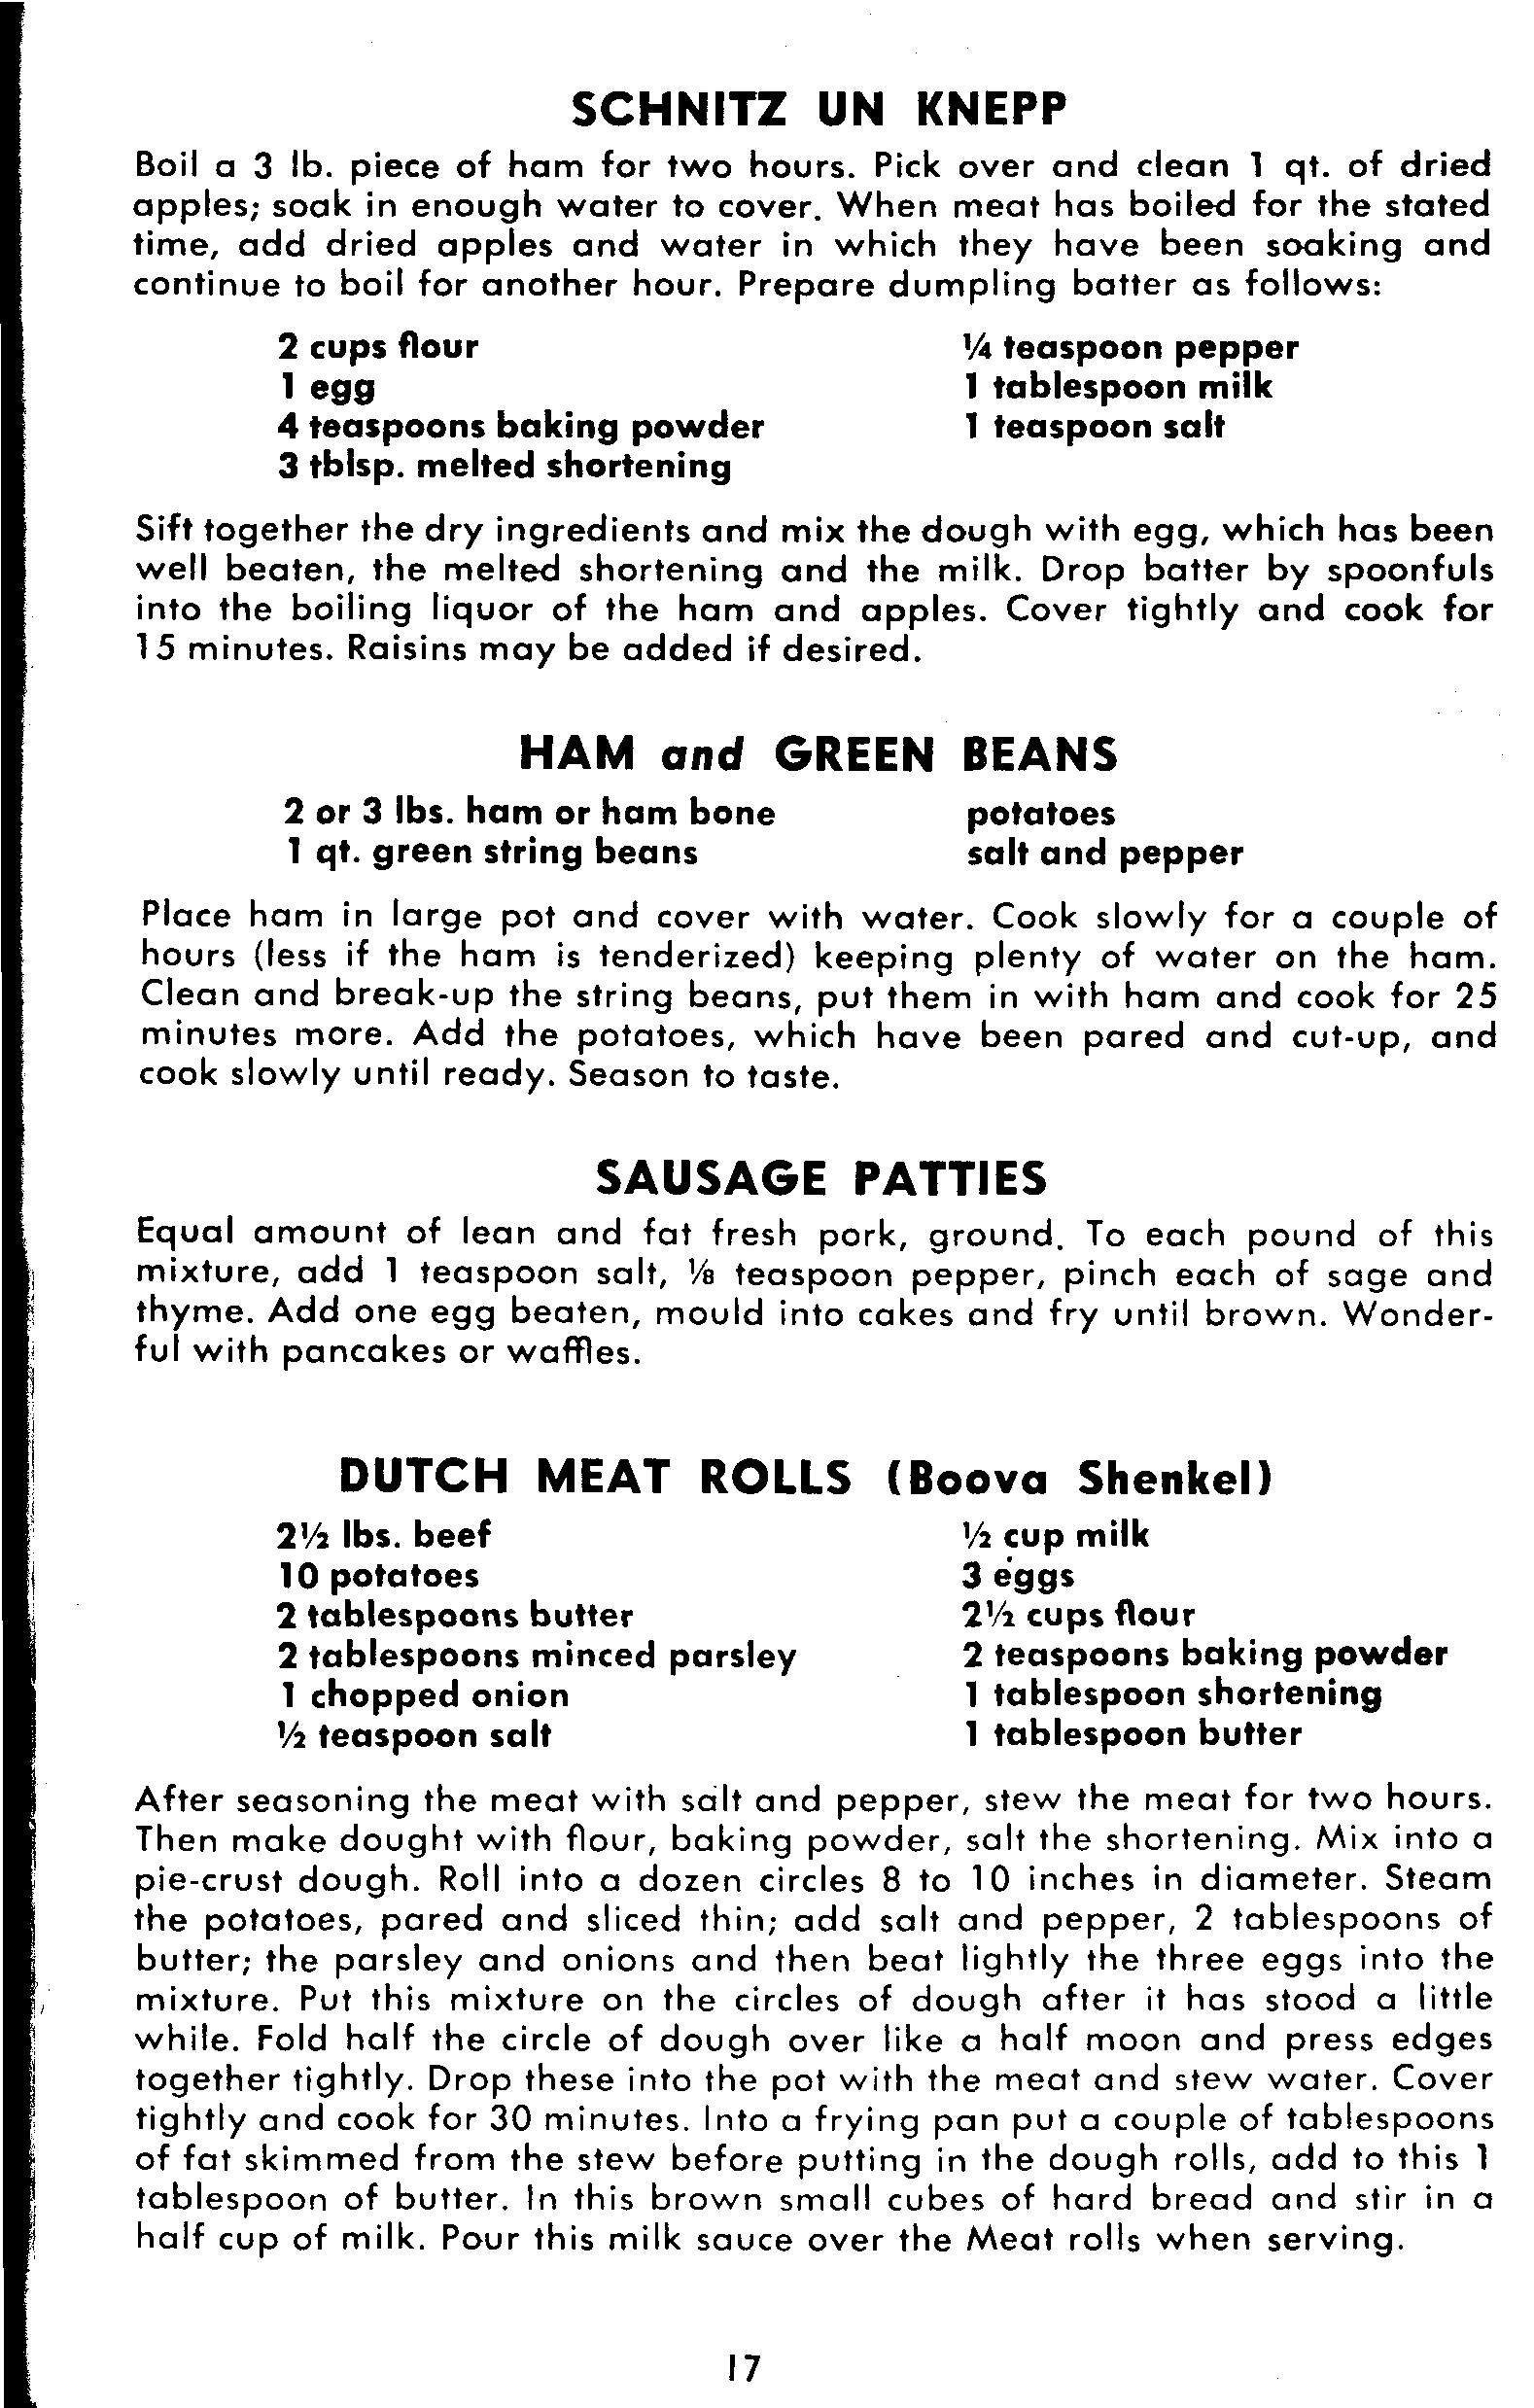 SCHNITZ UN KNEPP
Boil a 3 lb. piece of ham for two hours. Pick over and clean 1 qt. of dried
apples; soak in enough water to cover. When meat has boiled for the stated
time, add dried apples and water in which they have been soaking and
continue to boil for another hour. Prepare dumpling batter as follows:
2 cups flour
1 egg
4 teaspoons baking powder
3 tblsp. melted shortening
¼ teaspoon pepper
1 tablespoon milk
1 teaspoon salt
Sift together the dry ingredients and mix the dough with egg, which has been
well beaten, the melted shortening and the milk. Drop batter by spoonfuls
into the boiling liquor of the ham and apples. Cover tightly and cook for
15 minutes. Raisins may be added if desired.
HAM and GREEN BEANS
2 or 3 lbs. ham or ham bone
1 qt. green string beans
potatoes
salt and pepper
Place ham in large pot and cover with water. Cook slowly for a couple of
hours (less if the ham is tenderized) keeping plenty of water on the ham.
Clean and break-up the string beans, put them in with ham and cook for 25
minutes more. Add the potatoes, which have been pared and cut-up, and
cook slowly until ready. Season to taste.
SAUSAGE PATTIES
Equal amount of lean and fat fresh pork, ground. To each pound of this
mixture, add 1 teaspoon salt, ⅛ teaspoon pepper, pinch each of sage and
thyme. Add one egg beaten, mould into cakes and fry until brown. Wonder-
ful with pancakes or waffles.
DUTCH MEAT ROLLS (Boova Shenkel)
2½ lbs. beef
10 potatoes
2 tablespoons butter
2 tablespoons minced parsley
1 chopped onion
½ teaspoon salt
½ cup milk
3 eggs
2½ cups flour
2 teaspoons baking powder
1 tablespoon shortening
1 tablespoon butter
After seasoning the meat with salt and pepper, stew the meat for two hours.
Then make dought with flour, baking powder, salt the shortening. Mix into a
pie-crust dough. Roll into a dozen circles 8 to 10 inches in diameter. Steam
the potatoes, pared and sliced thin; add salt and pepper, 2 tablespoons of
butter; the parsley and onions and then beat lightly the three eggs into the
mixture. Put this mixture on the circles of dough after it has stood a little
while. Fold half the circle of dough over like a half moon and press edges
together tightly. Drop these into the pot with the meat and stew water. Cover
tightly and cook for 30 minutes. Into a frying pan put a couple of tablespoons
of fat skimmed from the stew before putting in the dough rolls, add to this 1
tablespoon of butter. In this brown small cubes of hard bread and stir in a
half cup of milk. Pour this milk sauce over the Meat rolls when serving.
17